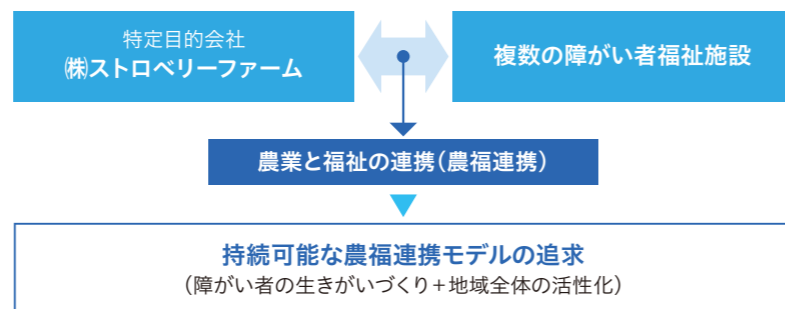 特定目的会社
㈱ストロベリーファーム
複数の障がい者福祉施設
農業と福祉の連携（農福連携）
持続可能な農福連携モデルの追求
（障がい者の生きがいづくり＋地域全体の活性化）